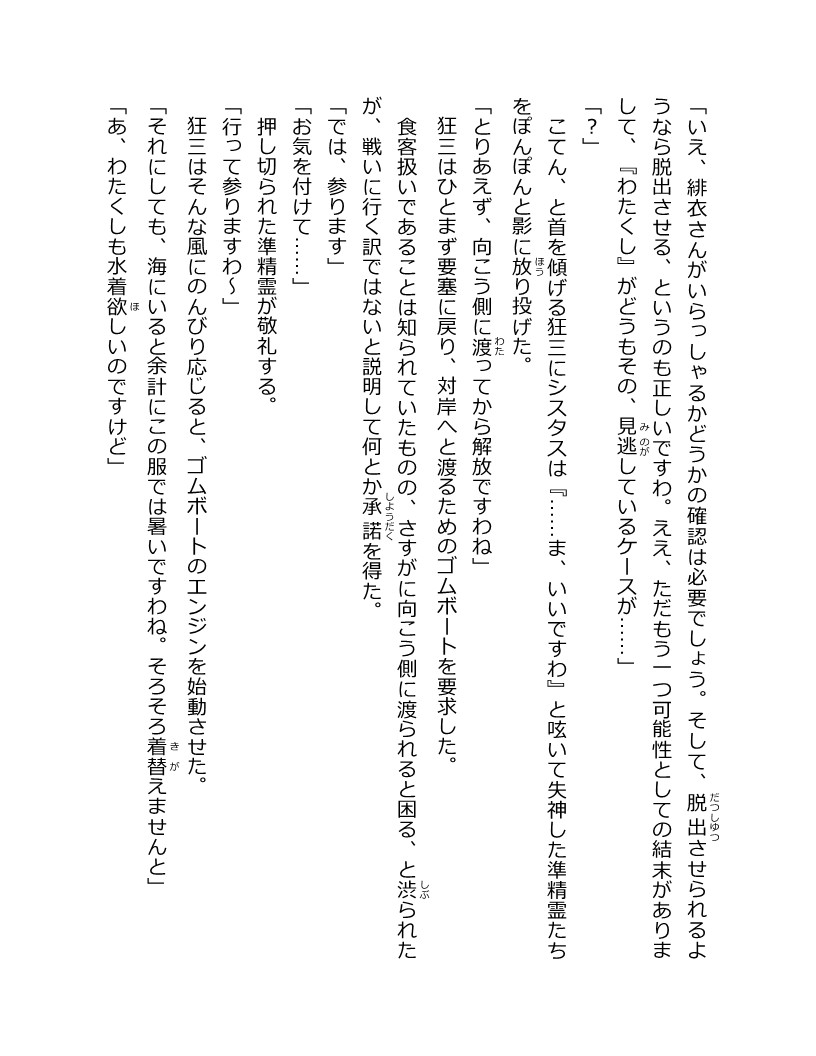 「いえ、緋衣さんがいらっしゃるかどうかの確認は必要でしょう。そして、脱出させられるよ
うなら脱出させる、というのも正しいですわ。ええ、ただもう一つ可能性としての結末がありま
して、『わたくし』がどうもその、見逃しているケースが……」
「？」
　こてん、と首を傾げる狂三にシスタスは『……ま、いいですわ』と呟いて失神した準精霊たち
をぽんぽんと影に放り投げた。
「とりあえず、向こう側に渡ってから解放ですわね」
　狂三はひとまず要塞に戻り、対岸へと渡るためのゴムボートを要求した。
　食客扱いであることは知られていたものの、さすがに向こう側に渡られると困る、と渋られた
が、戦いに行く訳ではないと説明して何とか承諾を得た。
「では、参ります」
「お気を付けて……」
　押し切られた準精霊が敬礼する。
「行って参りますわ～」
　狂三はそんな風にのんびり応じると、ゴムボートのエンジンを始動させた。
「それにしても、海にいると余計にこの服では暑いですわね。そろそろ着替えませんと」
「あ、わたくしも水着欲しいのですけど」